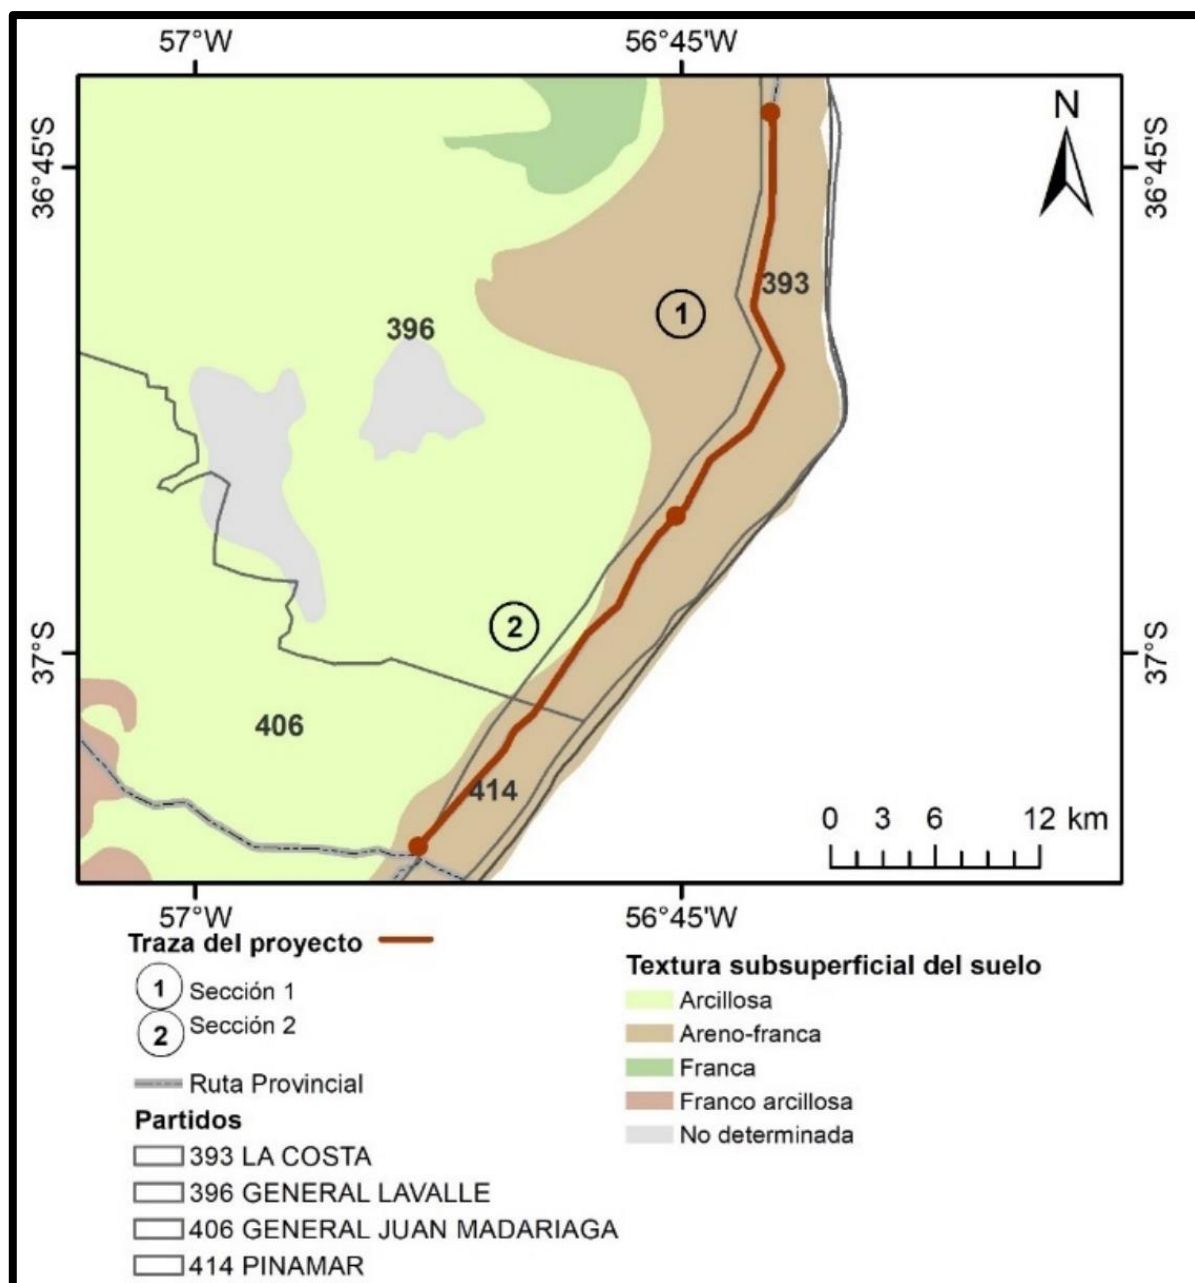 57°W 56°45'W
N
36°45'S 36°45'S
393
1
396
2
37°S 37°S
406
414
0 3 6 12 km
57°W 56°45'W
Traza del proyecto
1 Sección 1
2 Sección 2
Ruta Provincial
Partidos
393 LA COSTA
396 GENERAL LAVALLE
406 GENERAL JUAN MADARIAGA
414 PINAMAR
Textura subsuperficial del suelo
Arcillosa
Areno-franca
Franca
Franco arcillosa
No determinada